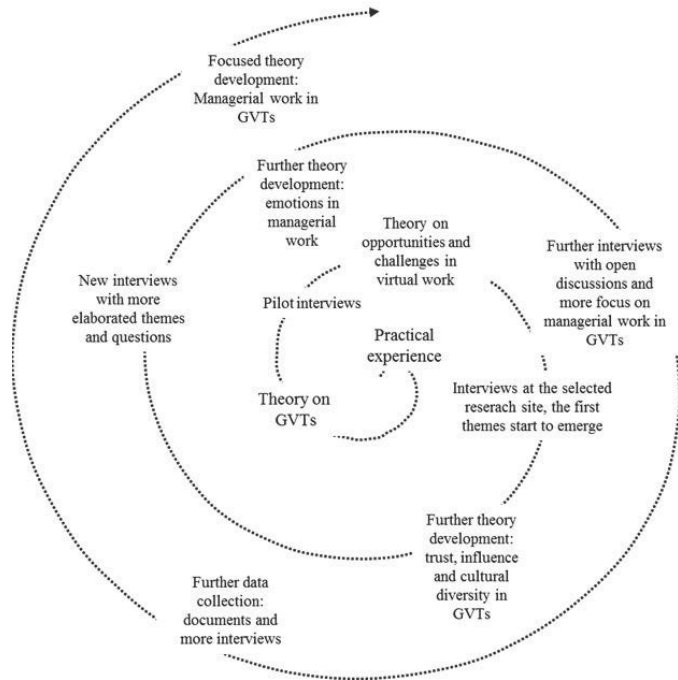 Focused theory
development:
Managerial work in
GVTs
Further theory
development:
emotions in
managerial
work
Theory on
opportunities and
challenges in
virtual work
Further interviews
with open
discussions and
more focus on
managerial work in
GVTs
New interviews
with more
elaborated themes
and questions
Pilot interviews
Practical
experience
Theory on
GVTs
Interviews at the selected
reserach site, the first
themes start to emerge
Further theory
development:
trust, influence
and cultural
diversity in
GVTs
Further data
collection:
documents and
more interviews